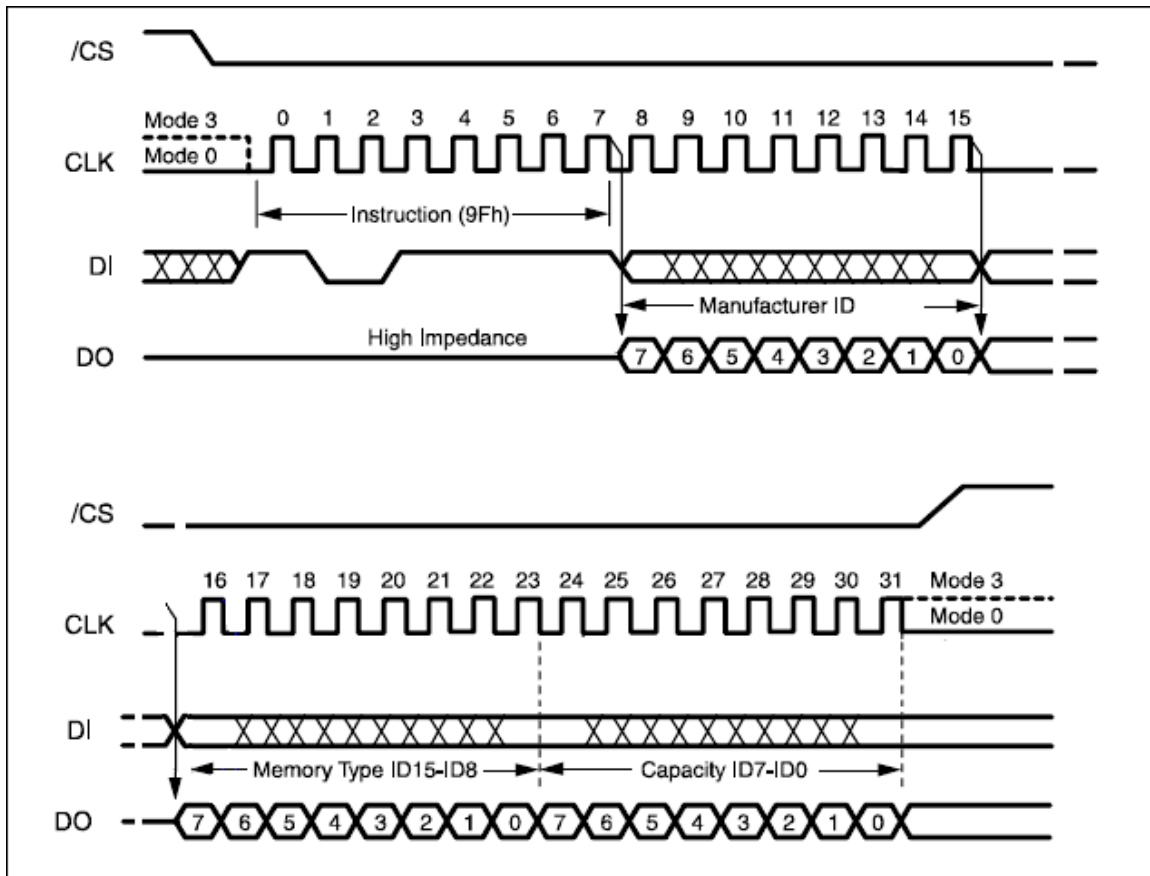 /CS
Mode 3
0 1 2 3 4 5 6 7 8 9 10 11 12 13 14 15
CLK
Mode 0
Instruction (9Fh)
DI
Manufacturer ID
High Impedance
DO
7 6 5 4 3 2 1 0
/CS
16 17 18 19 20 21 22 23 24 25 26 27 28 29 30 31
Mode 3
CLK
Mode 0
DI
Memory Type ID15-ID8
Capacity ID7-ID0
DO
7 6 5 4 3 2 1 0 7 6 5 4 3 2 1 0